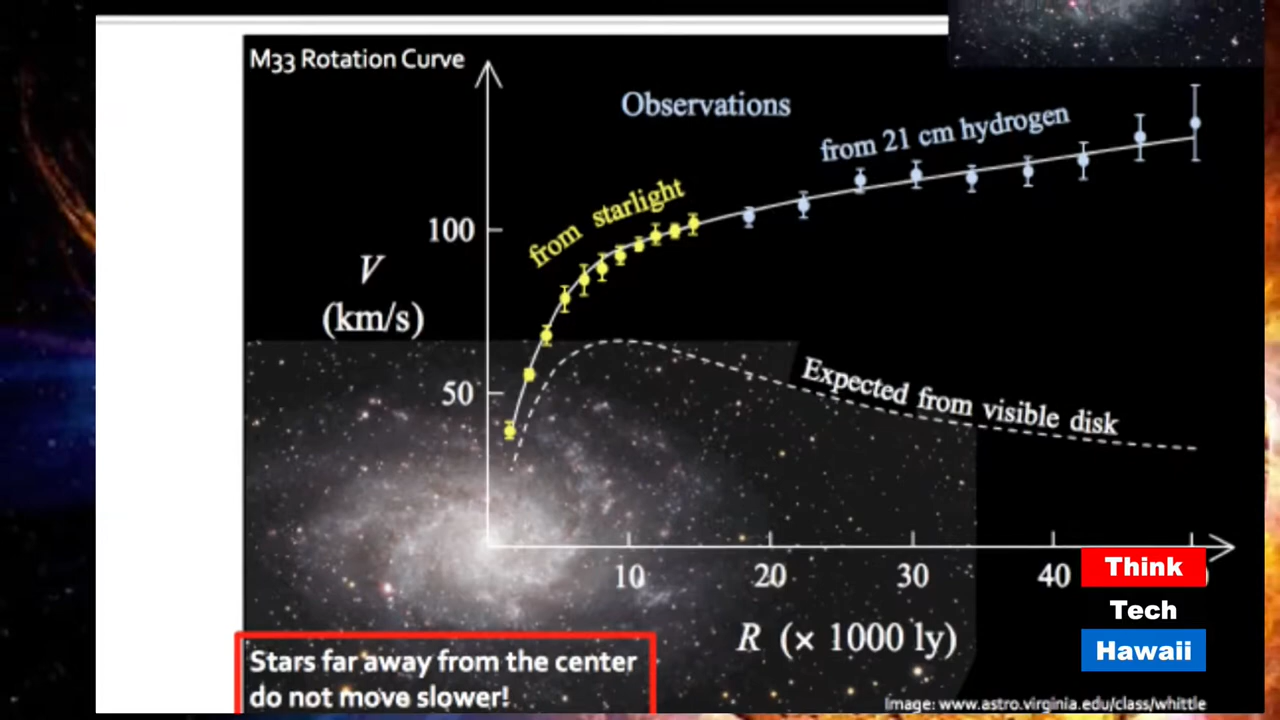 M33 Rotation Curve
Observations
from 21 cm hydrogen
from starlight
100
V
(km/s)
50
Expected from visible disk
10 20 30 40
R (× 1000 ly)
Think
Tech
Hawaii
Stars far away from the center
do not move slower!
Image: www.astro.virginia.edu/class/whittle